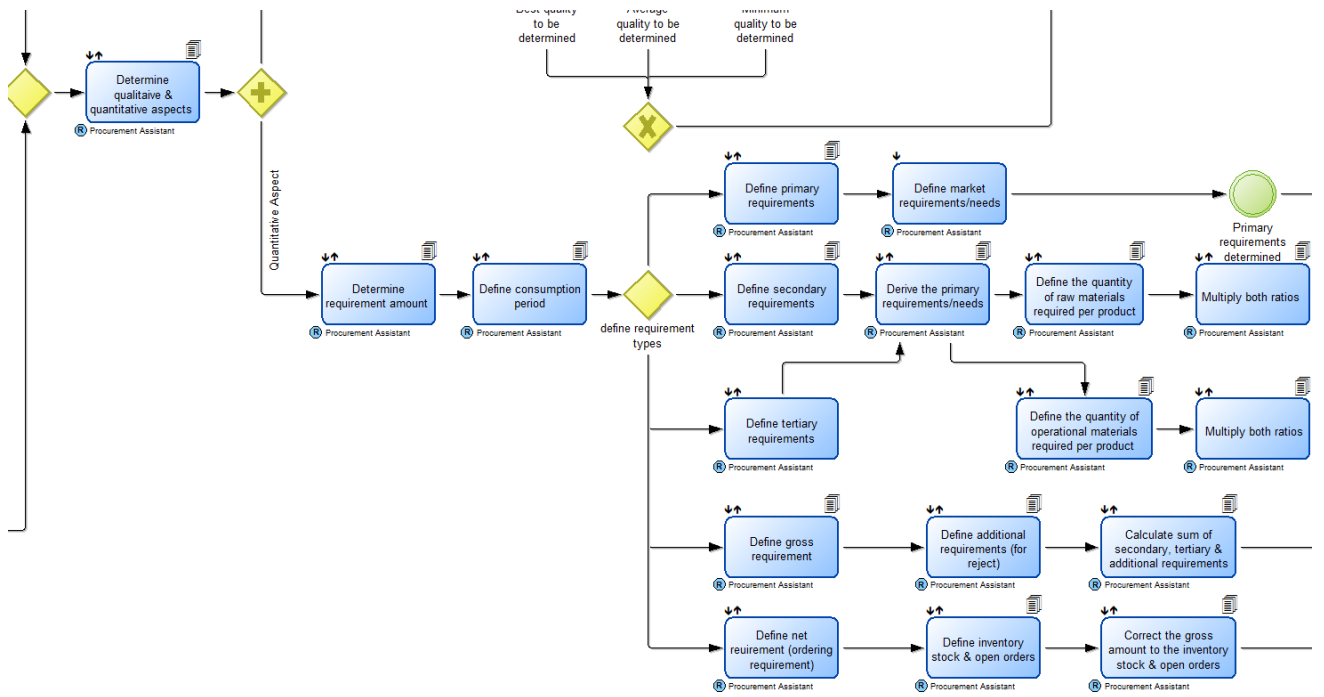 Best quality
to be
determined
Average
quality to be
determined
Minimum
quality to be
determined
Determine
qualitaive &
quantitative aspects
R Procurement Assistant
Quantitative Aspect
Define primary
requirements
R Procurement Assistant
Define market
requirements/needs
R Procurement Assistant
Primary
requirements
determined
Determine
requirement amount
R Procurement Assistant
Define consumption
period
R Procurement Assistant
define requirement
types
Define secondary
requirements
R Procurement Assistant
Derive the primary
requirements/needs
R Procurement Assistant
Define the quantity
of raw materials
required per product
R Procurement Assistant
Multiply both ratios
R Procurement Assistant
Define tertiary
requirements
R Procurement Assistant
Define the quantity of
operational materials
required per product
R Procurement Assistant
Multiply both ratios
R Procurement Assistant
Define gross
requirement
R Procurement Assistant
Define additional
requirements (for
reject)
R Procurement Assistant
Calculate sum of
secondary, tertiary &
additional requirements
R Procurement Assistant
Define net
reuirement (ordering
requirement)
R Procurement Assistant
Define inventory
stock & open orders
R Procurement Assistant
Correct the gross
amount to the inventory
stock & open orders
R Procurement Assistant